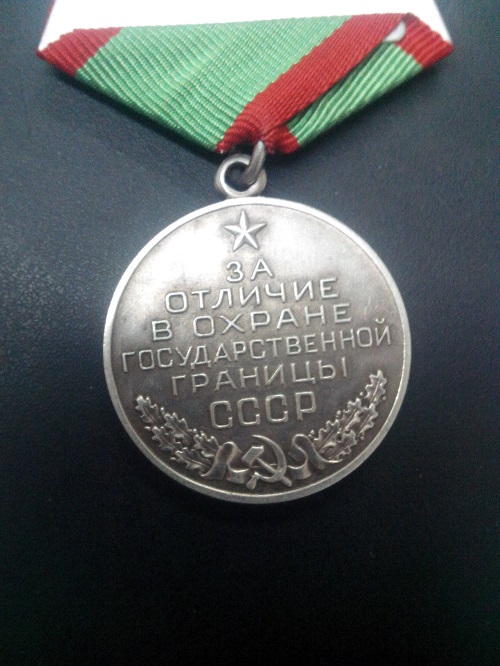 ЗА
ОТЛИЧИЕ
В ОХРАНЕ
ГОСУДАРСТВЕННОЙ
ГРАНИЦЫ
СССР